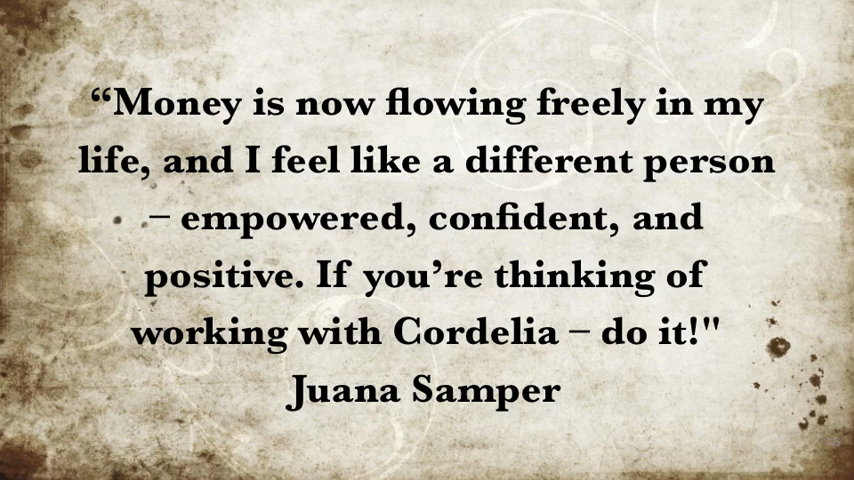 “Money is now flowing freely in my
life, and I feel like a different person
– empowered, confident, and
positive. If you’re thinking of
working with Cordelia – do it!"
Juana Samper